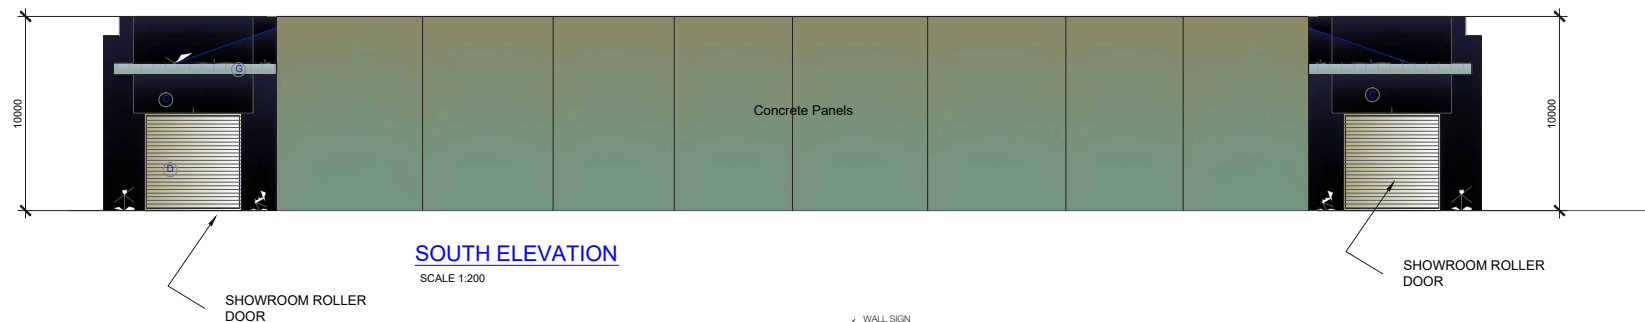 10000
G
C
D
Concrete Panels
C
10000
SOUTH ELEVATION
SCALE 1:200
SHOWROOM ROLLER
DOOR
SHOWROOM ROLLER
DOOR
WALL SIGN